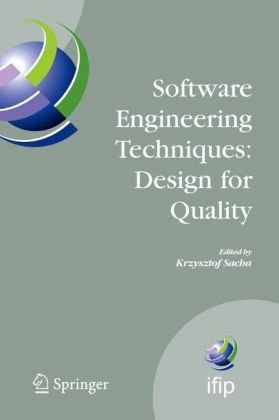 Software
Engineering
Techniques:
Design for
Quality
Edited by
Krzysztof Sacha
Springer
ifip